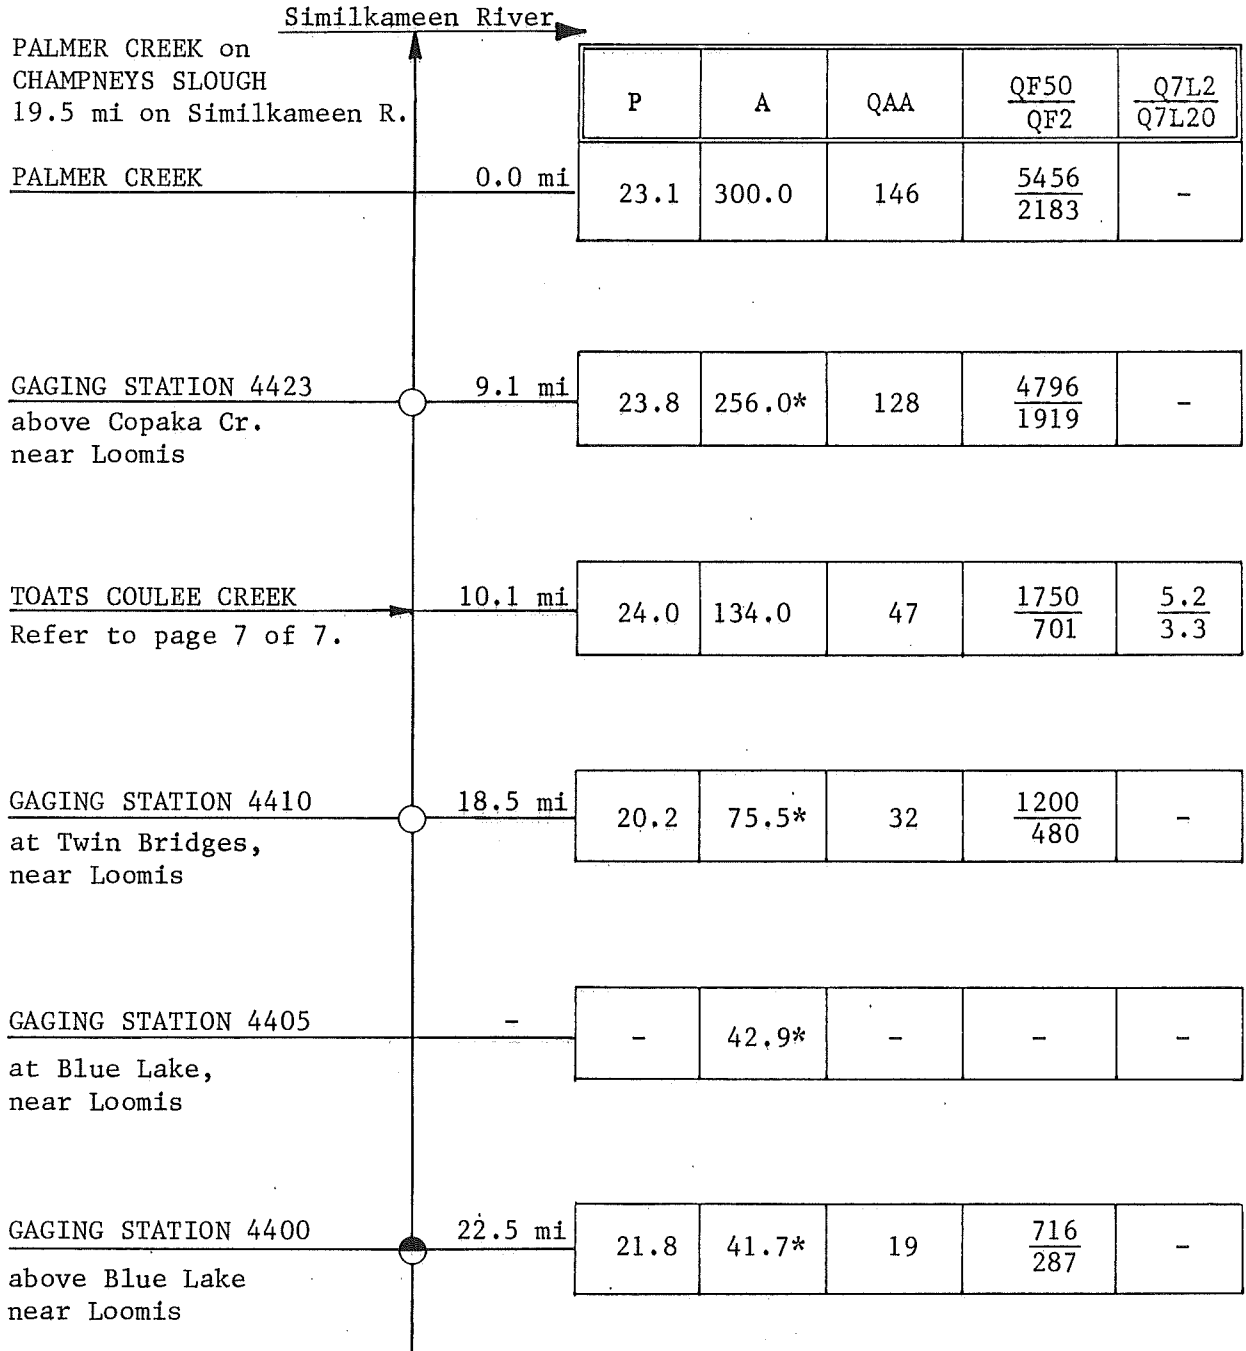 Similkameen River
PALMER CREEK on
CHAMPNEYS SLOUGH
19.5 mi on Similkameen R.
P A QAA QF50 Q7L2
QF2 Q7L20
PALMER CREEK 0.0 mi
23.1 300.0 146 5456 -
2183
GAGING STATION 4423 9.1 mi
above Copaka Cr.
near Loomis
23.8 256.0* 128 4796 -
1919
TOATS COULEE CREEK 10.1 mi
Refer to page 7 of 7.
24.0 134.0 47 1750 5.2
701 3.3
GAGING STATION 4410 18.5 mi
at Twin Bridges,
near Loomis
20.2 75.5* 32 1200 -
480
GAGING STATION 4405 -
at Blue Lake,
near Loomis
- 42.9* - - -
GAGING STATION 4400 22.5 mi
above Blue Lake
near Loomis
21.8 41.7* 19 716 -
287